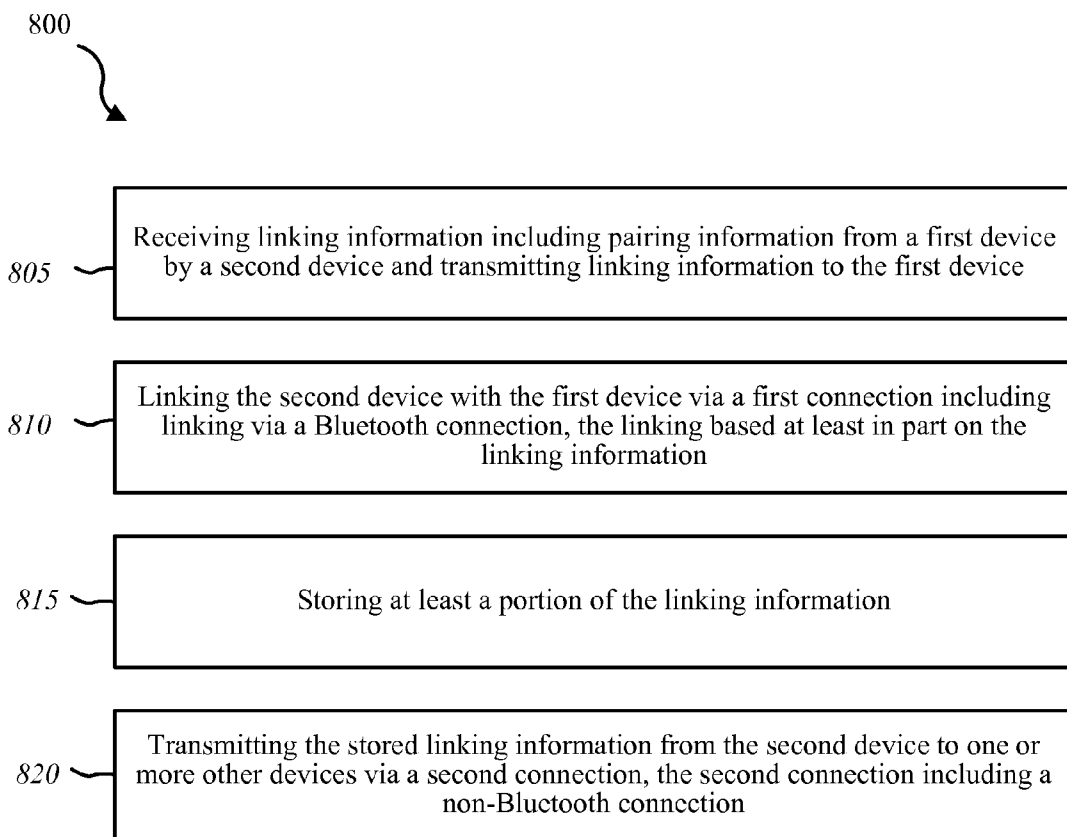 800
805
Receiving linking information including pairing information from a first device
by a second device and transmitting linking information to the first device
810
Linking the second device with the first device via a first connection including
linking via a Bluetooth connection, the linking based at least in part on the
linking information
815
Storing at least a portion of the linking information
820
Transmitting the stored linking information from the second device to one or
more other devices via a second connection, the second connection including a
non-Bluetooth connection